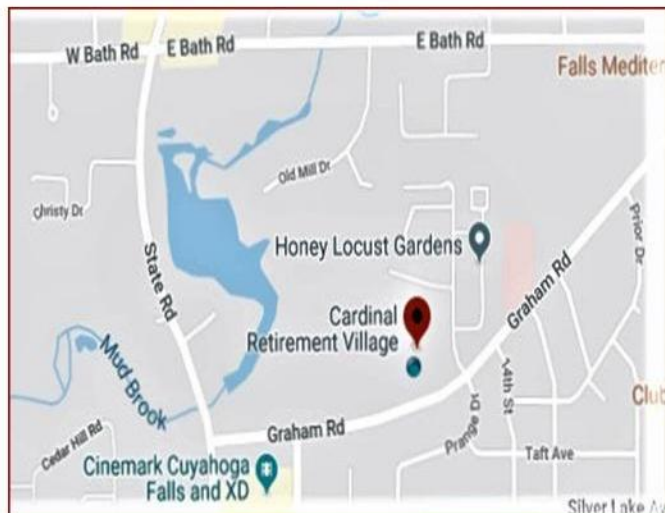 W Bath Rd
E Bath Rd
E Bath Rd
Falls Mediter
Old Mill Dr
Christy Dr
Prior Dr
Honey Locust Gardens
State Rd
Graham Rd
Cardinal
Retirement Village
Mud Brook
14th St
Club
Graham Rd
Prange Dr
Cedar Hill Rd
Taft Ave
Cinemark Cuyahoga
Falls and XD
Silver Lake Av